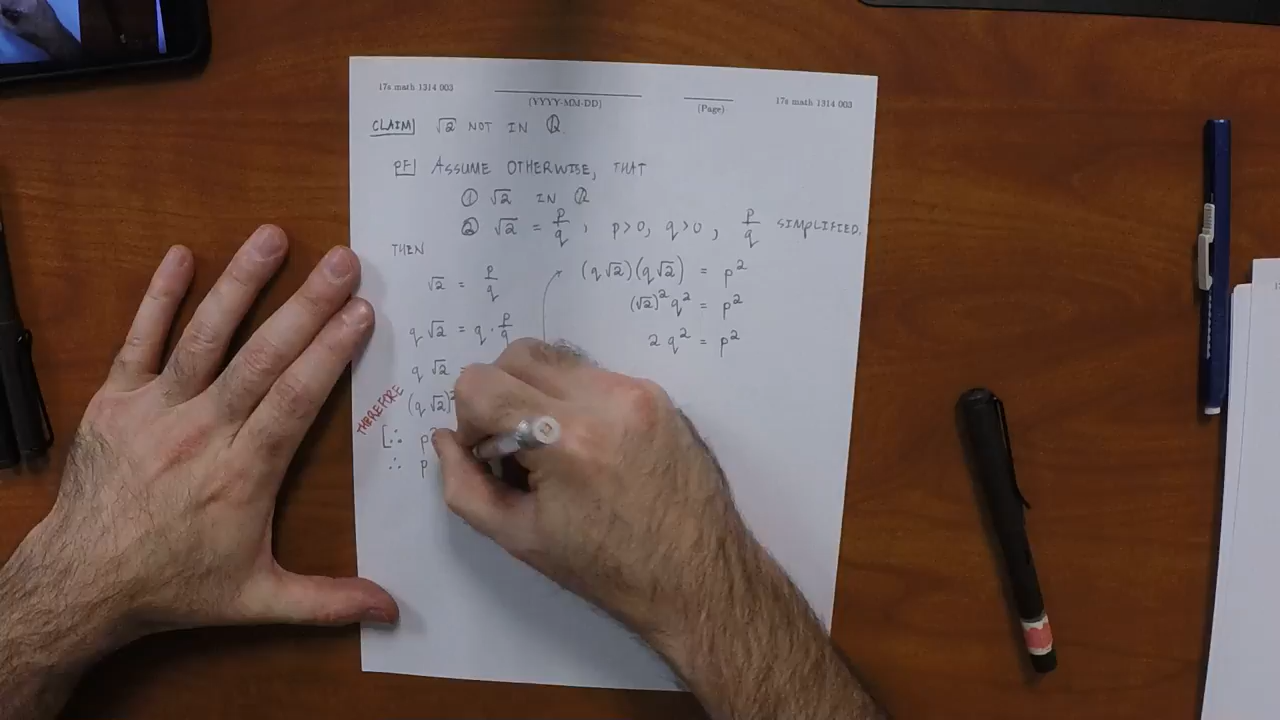 17s math 1314 003
(YYYY-MM-DD)
(Page)
17s math 1314 003
CLAIM √2 NOT IN ℚ
PF ASSUME OTHERWISE, THAT
① √2 IN ℚ
② √2 = p/q , p>0, q>0, p/q SIMPLIFIED.
THEN
√2 = p/q
q√2 = q · p/q
q√2 =
(q√2)²
THEREFORE
[∴ p²
∴ p
(q√2)(q√2) = p²
(√2)² q² = p²
2q² = p²